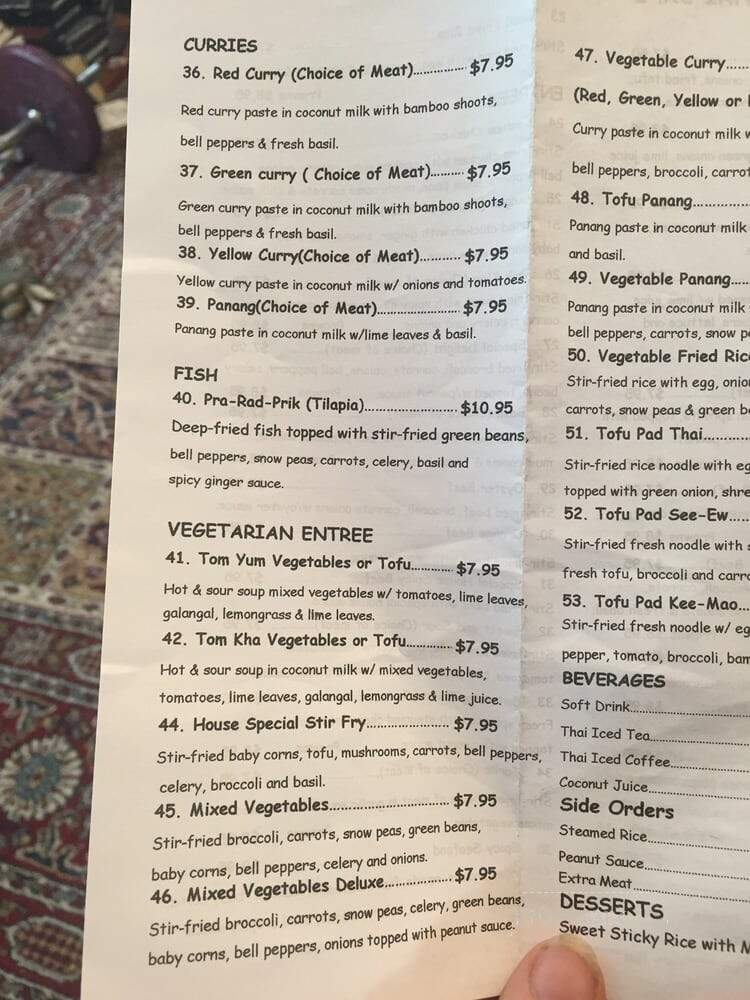 CURRIES
36. Red Curry (Choice of Meat)............... $7.95
Red curry paste in coconut milk with bamboo shoots,
bell peppers & fresh basil.
37. Green curry ( Choice of Meat)......... $7.95
Green curry paste in coconut milk with bamboo shoots,
bell peppers & fresh basil.
38. Yellow Curry(Choice of Meat)........... $7.95
Yellow curry paste in coconut milk w/ onions and tomatoes.
39. Panang(Choice of Meat)...................... $7.95
Panang paste in coconut milk w/lime leaves & basil.
FISH
40. Pra-Rad-Prik (Tilapia)......................... $10.95
Deep-fried fish topped with stir-fried green beans,
bell peppers, snow peas, carrots, celery, basil and
spicy ginger sauce.
VEGETARIAN ENTREE
41. Tom Yum Vegetables or Tofu........... $7.95
Hot & sour soup mixed vegetables w/ tomatoes, lime leaves,
galangal, lemongrass & lime leaves.
42. Tom Kha Vegetables or Tofu............. $7.95
Hot & sour soup in coconut milk w/ mixed vegetables,
tomatoes, lime leaves, galangal, lemongrass & lime juice.
44. House Special Stir Fry...................... $7.95
Stir-fried baby corns, tofu, mushrooms, carrots, bell peppers,
celery, broccoli and basil.
45. Mixed Vegetables............................... $7.95
Stir-fried broccoli, carrots, snow peas, green beans,
baby corns, bell peppers, celery and onions.
46. Mixed Vegetables Deluxe.................. $7.95
Stir-fried broccoli, carrots, snow peas, celery, green beans,
baby corns, bell peppers, onions topped with peanut sauce.
47. Vegetable Curry......
(Red, Green, Yellow or
Curry paste in coconut milk
bell peppers, broccoli,
48. Tofu Panang...............
Panang paste in coconut milk
and basil.
49. Vegetable Panang.....
Panang paste in coconut milk
bell peppers, carrots, snow
50. Vegetable Fried
Stir-fried rice with egg,
carrots, snow peas & green
51. Tofu Pad Thai............
Stir-fried rice noodle with
topped with green onion,
52. Tofu Pad See-Ew.....
Stir-fried fresh noodle with
fresh tofu, broccoli and
53. Tofu Pad Kee-Mao...
Stir-fried fresh noodle w/
pepper, tomato, broccoli,
BEVERAGES
Soft Drink........................
Thai Iced Tea....................
Thai Iced Coffee................
Coconut Juice....................
Side Orders
Steamed Rice....................
Peanut Sauce....................
Extra Meat.......................
DESSERTS
Sweet Sticky Rice with